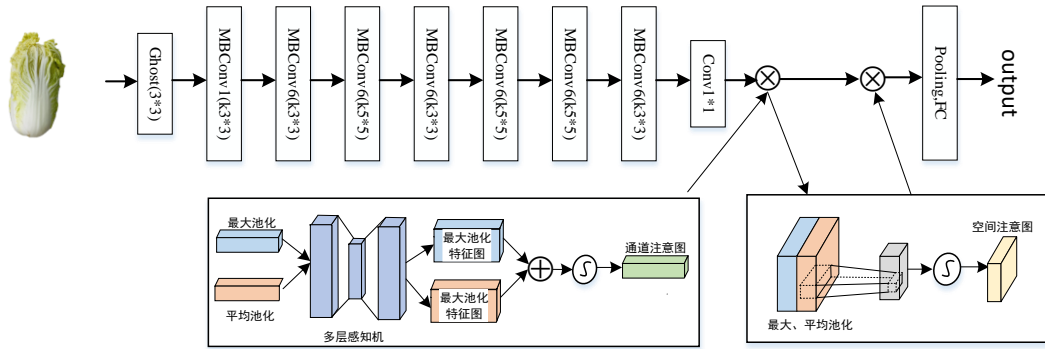 Ghost(3*3)
MBConv1(k3*3)
MBConv6(k3*3)
MBConv6(k5*5)
MBConv6(k3*3)
MBConv6(k5*5)
MBConv6(k5*5)
MBConv6(k3*3)
Conv1*1
Pooling,FC
output
最大池化
平均池化
多层感知机
最大池化
特征图
最大池化
特征图
通道注意图
最大、平均池化
空间注意图